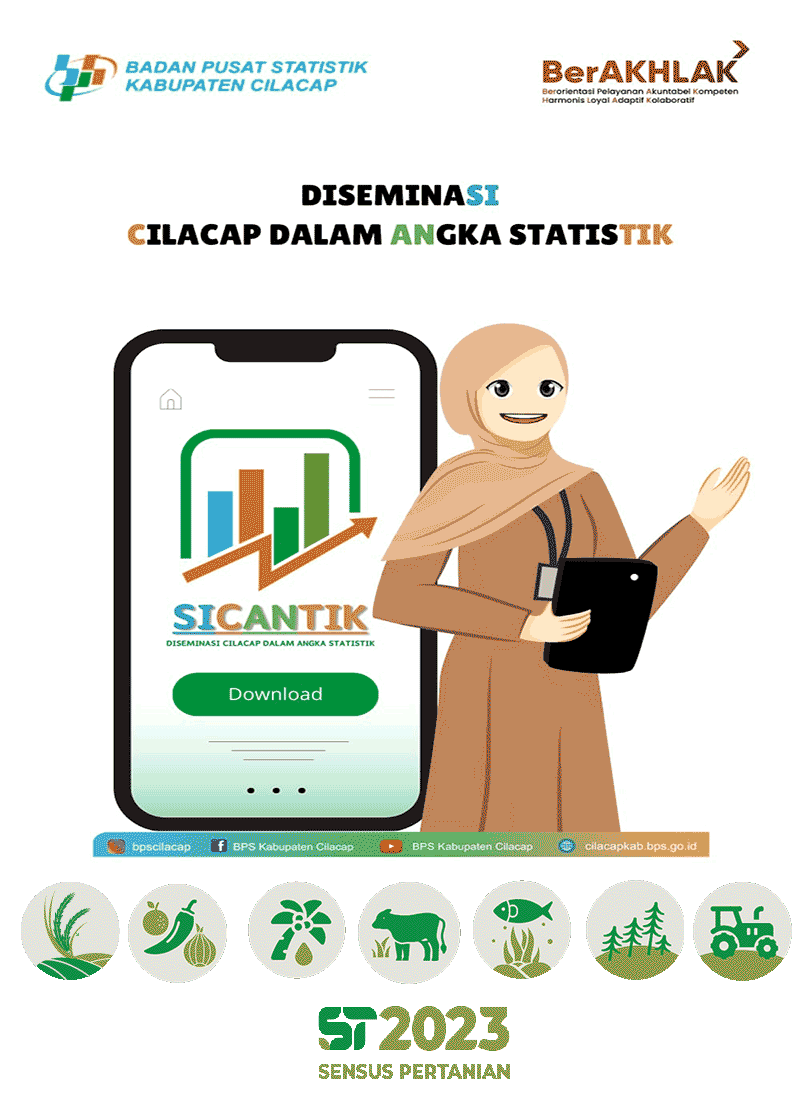 BADAN PUSAT STATISTIK
KABUPATEN CILACAP
BerAKHLAK
Berorientasi Pelayanan Akuntabel Kompeten
Harmonis Loyal Adaptif Kolaboratif
DISEMINASI
CILACAP DALAM ANGKA STATISTIK
SICANTIK
DISEMINASI CILACAP DALAM ANGKA STATISTIK
Download
bpscilacap
BPS Kabupaten Cilacap
BPS Kabupaten Cilacap
cilacapkab.bps.go.id
ST2023
SENSUS PERTANIAN